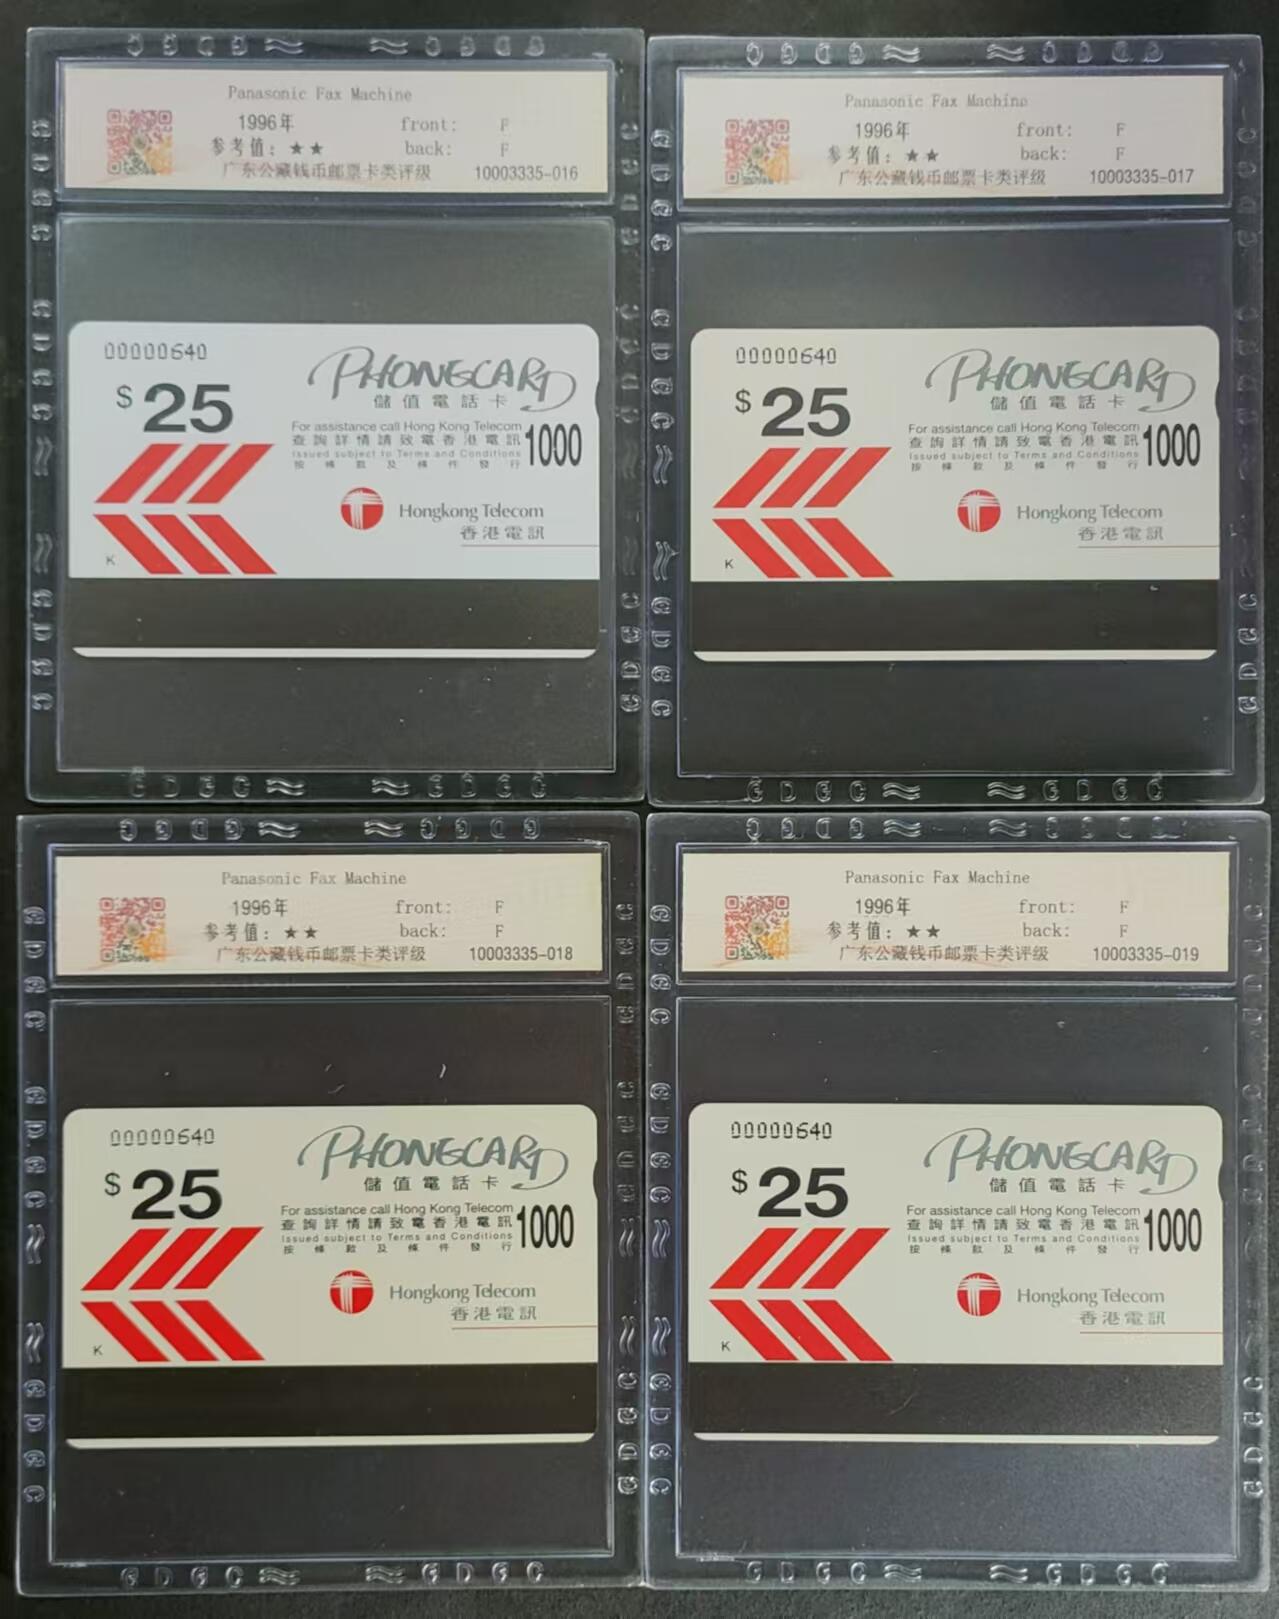 Panasonic Fax Machine
1996年 front: F
参考值: ★★ back: F
广东公藏钱币邮票卡类评级 10003335-016
00000640
PHONECARD
$ 25
儲值電話卡
For assistance call Hong Kong Telecom
查詢詳情請致電香港電訊
1000
Issued subject to Terms and Conditions
按條款及條件發行
Hongkong Telecom
香港電訊
K
Panasonic Fax Machine
1996年 front: F
参考值: ★★ back: F
广东公藏钱币邮票卡类评级 10003335-017
00000640
PHONECARD
$ 25
儲值電話卡
For assistance call Hong Kong Telecom
查詢詳情請致電香港電訊
1000
Issued subject to Terms and Conditions
按條款及條件發行
Hongkong Telecom
香港電訊
K
Panasonic Fax Machine
1996年 front: F
参考值: ★★ back: F
广东公藏钱币邮票卡类评级 10003335-018
00000640
PHONECARD
$ 25
儲值電話卡
For assistance call Hong Kong Telecom
查詢詳情請致電香港電訊
1000
Issued subject to Terms and Conditions
按條款及條件發行
Hongkong Telecom
香港電訊
K
Panasonic Fax Machine
1996年 front: F
参考值: ★★ back: F
广东公藏钱币邮票卡类评级 10003335-019
00000640
PHONECARD
$ 25
儲值電話卡
For assistance call Hong Kong Telecom
查詢詳情請致電香港電訊
1000
Issued subject to Terms and Conditions
按條款及條件發行
Hongkong Telecom
香港電訊
K